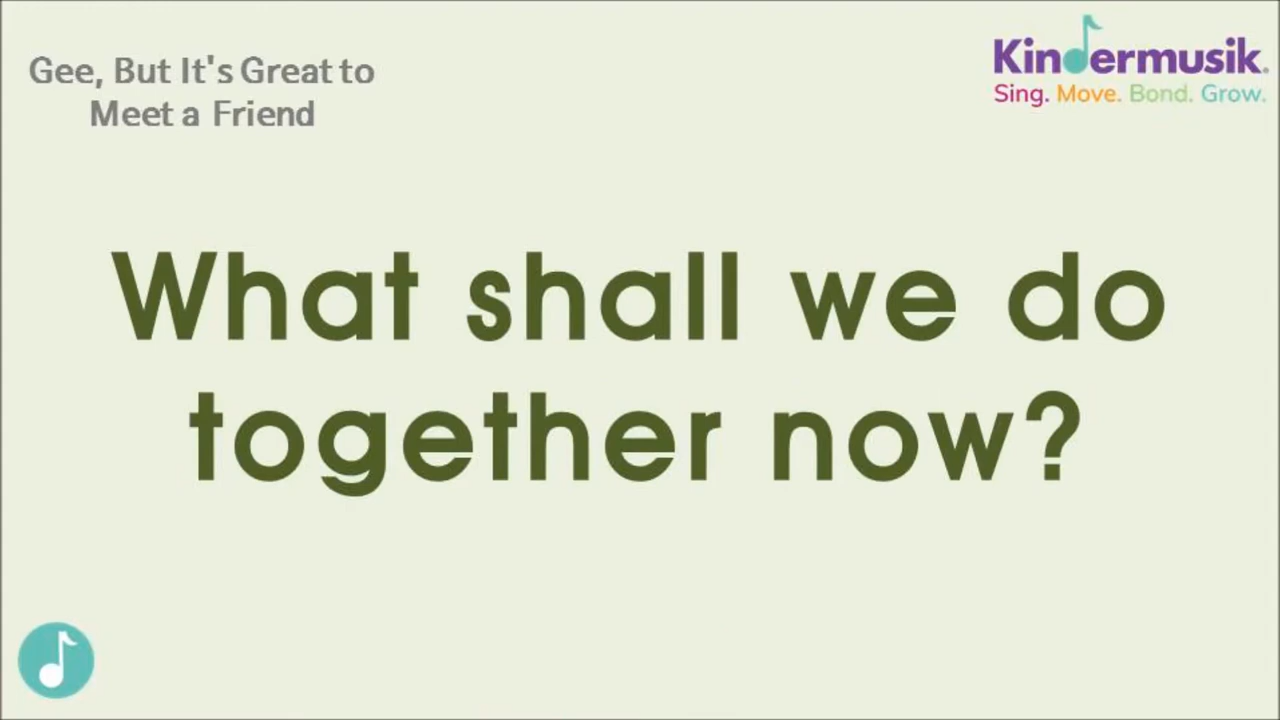 Gee, But It's Great to
Meet a Friend
Kindermusik.
Sing. Move. Bond. Grow.
What shall we do
together now?